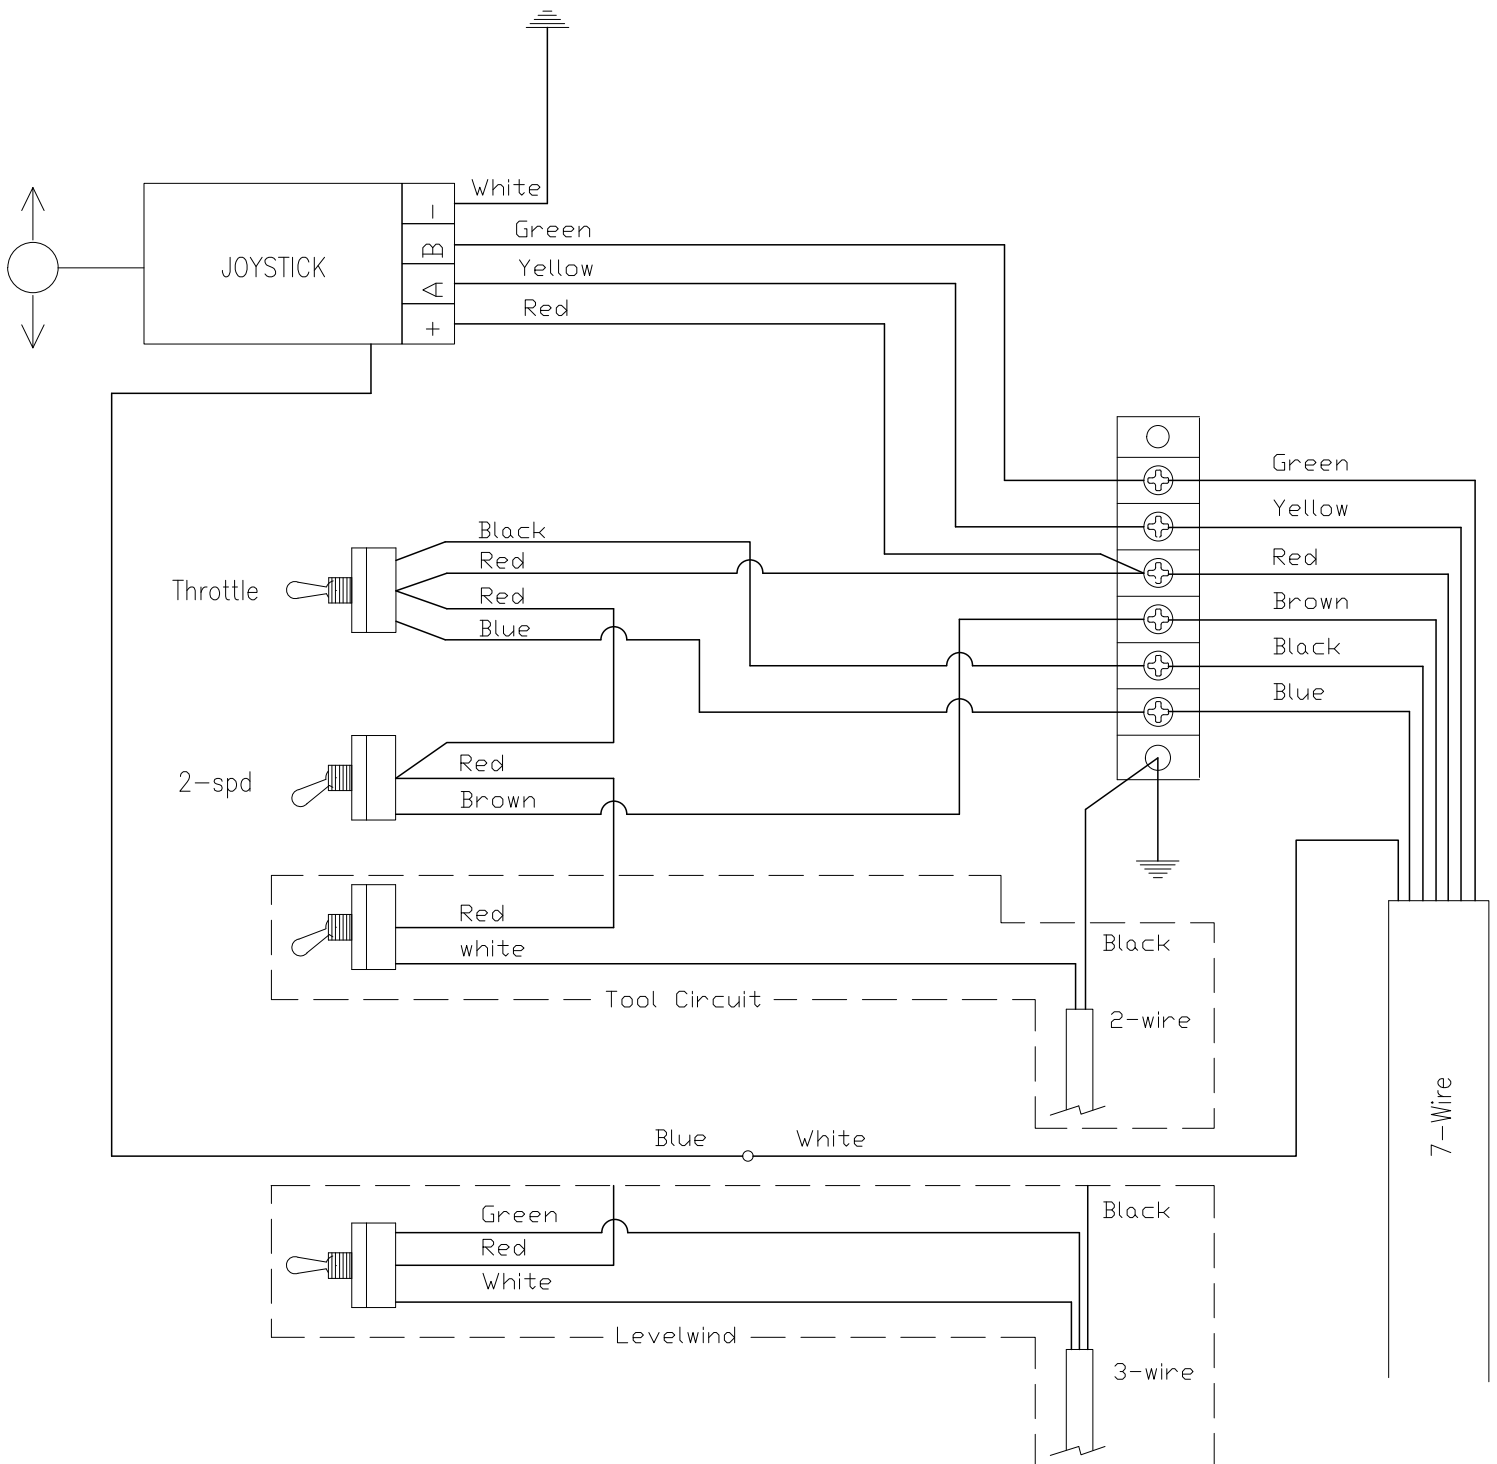 White
–
Green
B
JOYSTICK
Yellow
A
Red
+
Green
Yellow
Black
Red
Red
Throttle
Red
Brown
Blue
Black
Blue
Red
2-spd
Brown
Red
white
Black
Tool Circuit
2-wire
7-Wire
Blue
White
Green
Black
Red
White
Levelwind
3-wire